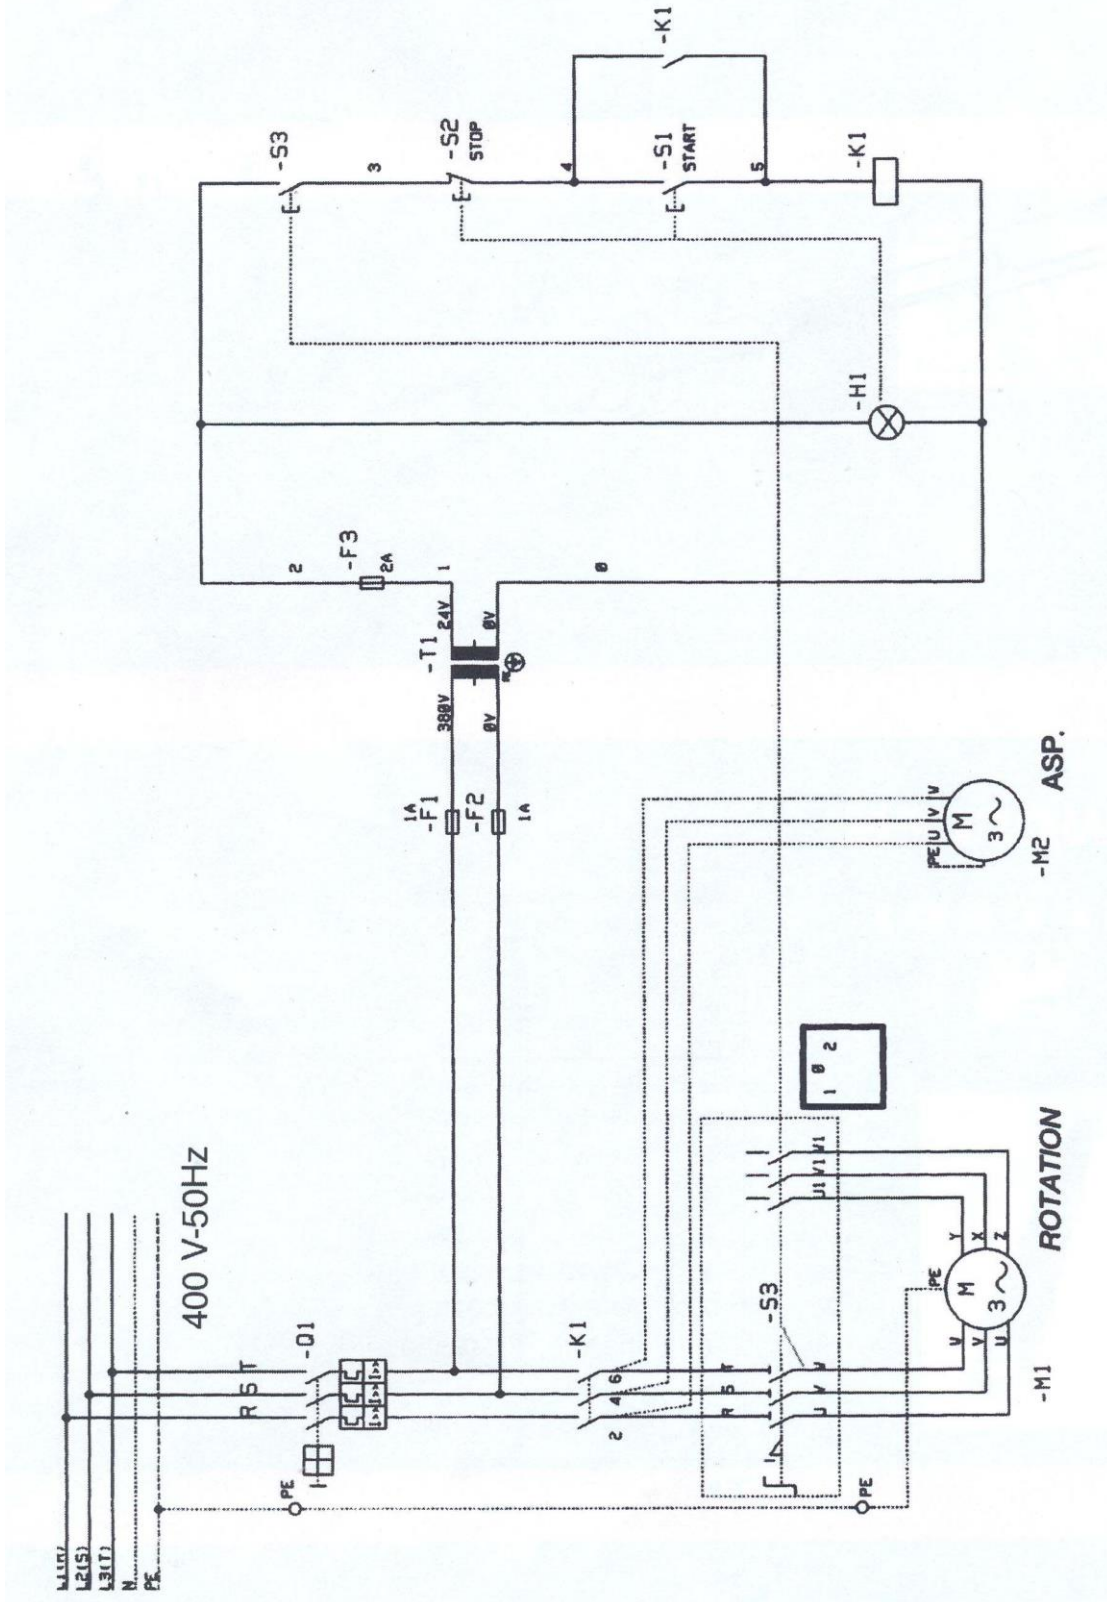 L2(S)
L3(T)
N
PE
400 V-50Hz
R
S
T
-Q1
I>
I>
I>
PE
-K1
2
4
6
R
S
T
-S3
1 0 2
U
V
U1
V1
W1
PE
PE
M
3~
V
U
Y
X
Z
-M1
ROTATION
1A
-F1
-F2
1A
380V
0V
-T1
24V
0V
PE
U
V
PE
M
3~
-M2
ASP.
1
-F3
2A
2
0
-H1
-S3
3
-S2
STOP
4
-S1
START
5
-K1
-K1